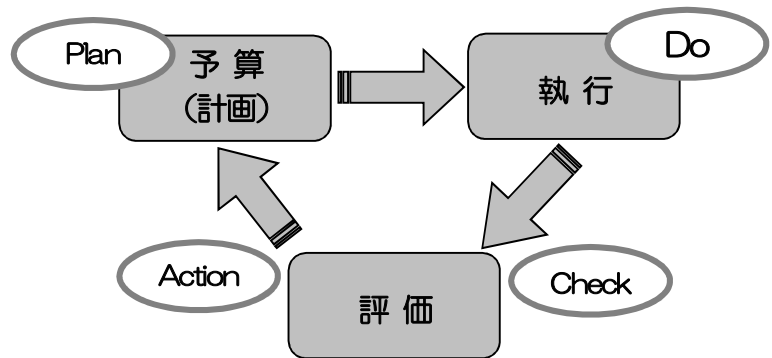 Plan
予 算
(計画)
Do
執 行
Action
評 価
Check